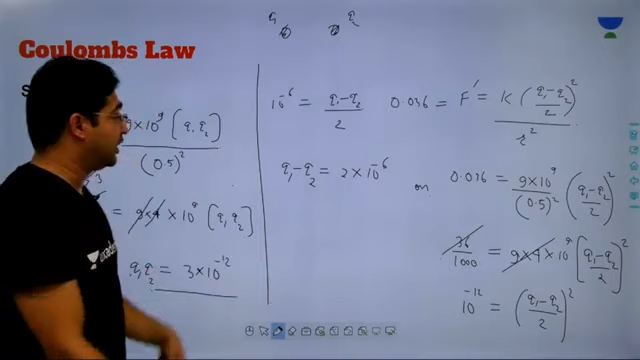 Coulombs Law
q₁ q₂
×10⁹ [q₁ q₂]
(0.5)²
= 9×4 ×10⁹ [q₁ q₂]
q₁q₂ = 3×10⁻¹²
10⁻⁶ = q₁-q₂ / 2
q₁-q₂ = 2×10⁻⁶
0.036 = F' = K (q₁-q₂ / 2)² / r²
or 0.036 = 9×10⁹ / (0.5)² (q₁-q₂ / 2)²
36 / 1000 = 9×4 ×10⁹ [q₁-q₂ / 2]²
10⁻¹² = (q₁-q₂ / 2)²